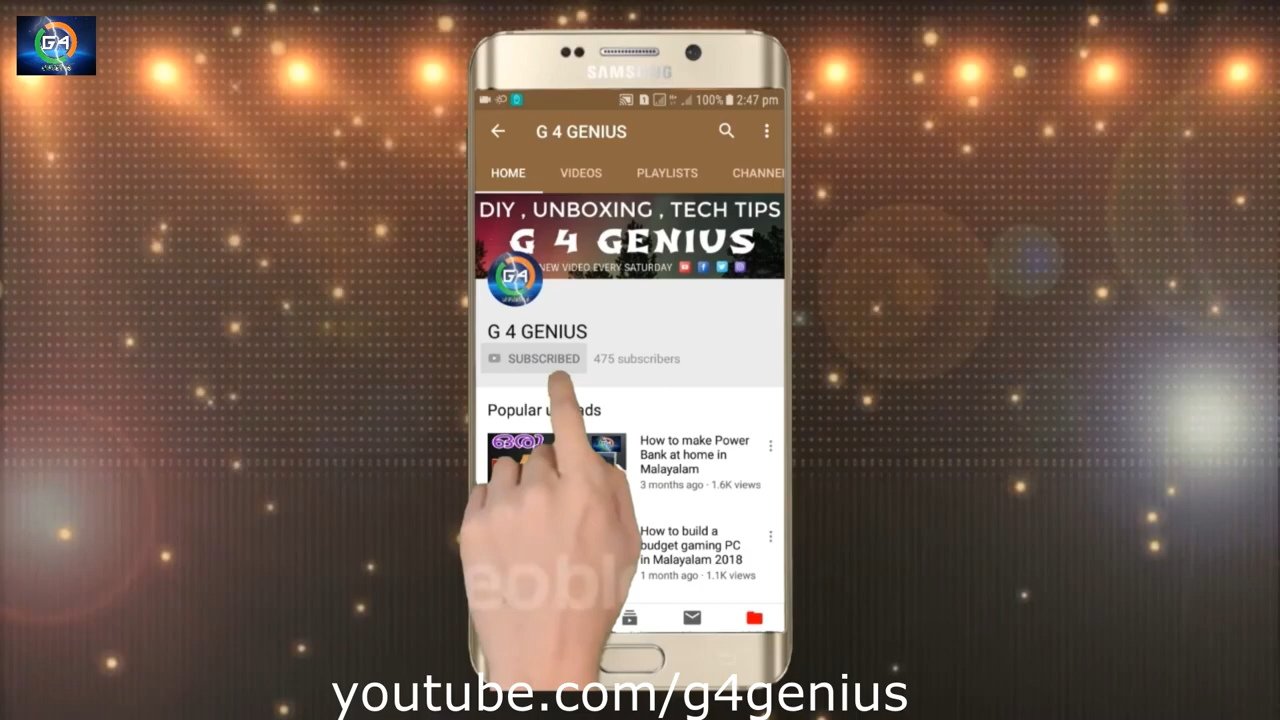 G4
SAMSUNG
100% 2:47 pm
G 4 GENIUS
HOME VIDEOS PLAYLISTS CHANNEL
DIY , UNBOXING , TECH TIPS
G 4 GENIUS
NEW VIDEO EVERY SATURDAY
G4
G 4 GENIUS
SUBSCRIBED 475 subscribers
Popular uploads
ഒരു
How to make Power
Bank at home in
Malayalam
3 months ago · 1.6K views
How to build a
budget gaming PC
in Malayalam 2018
1 month ago · 1.1K views
youtube.com/g4genius